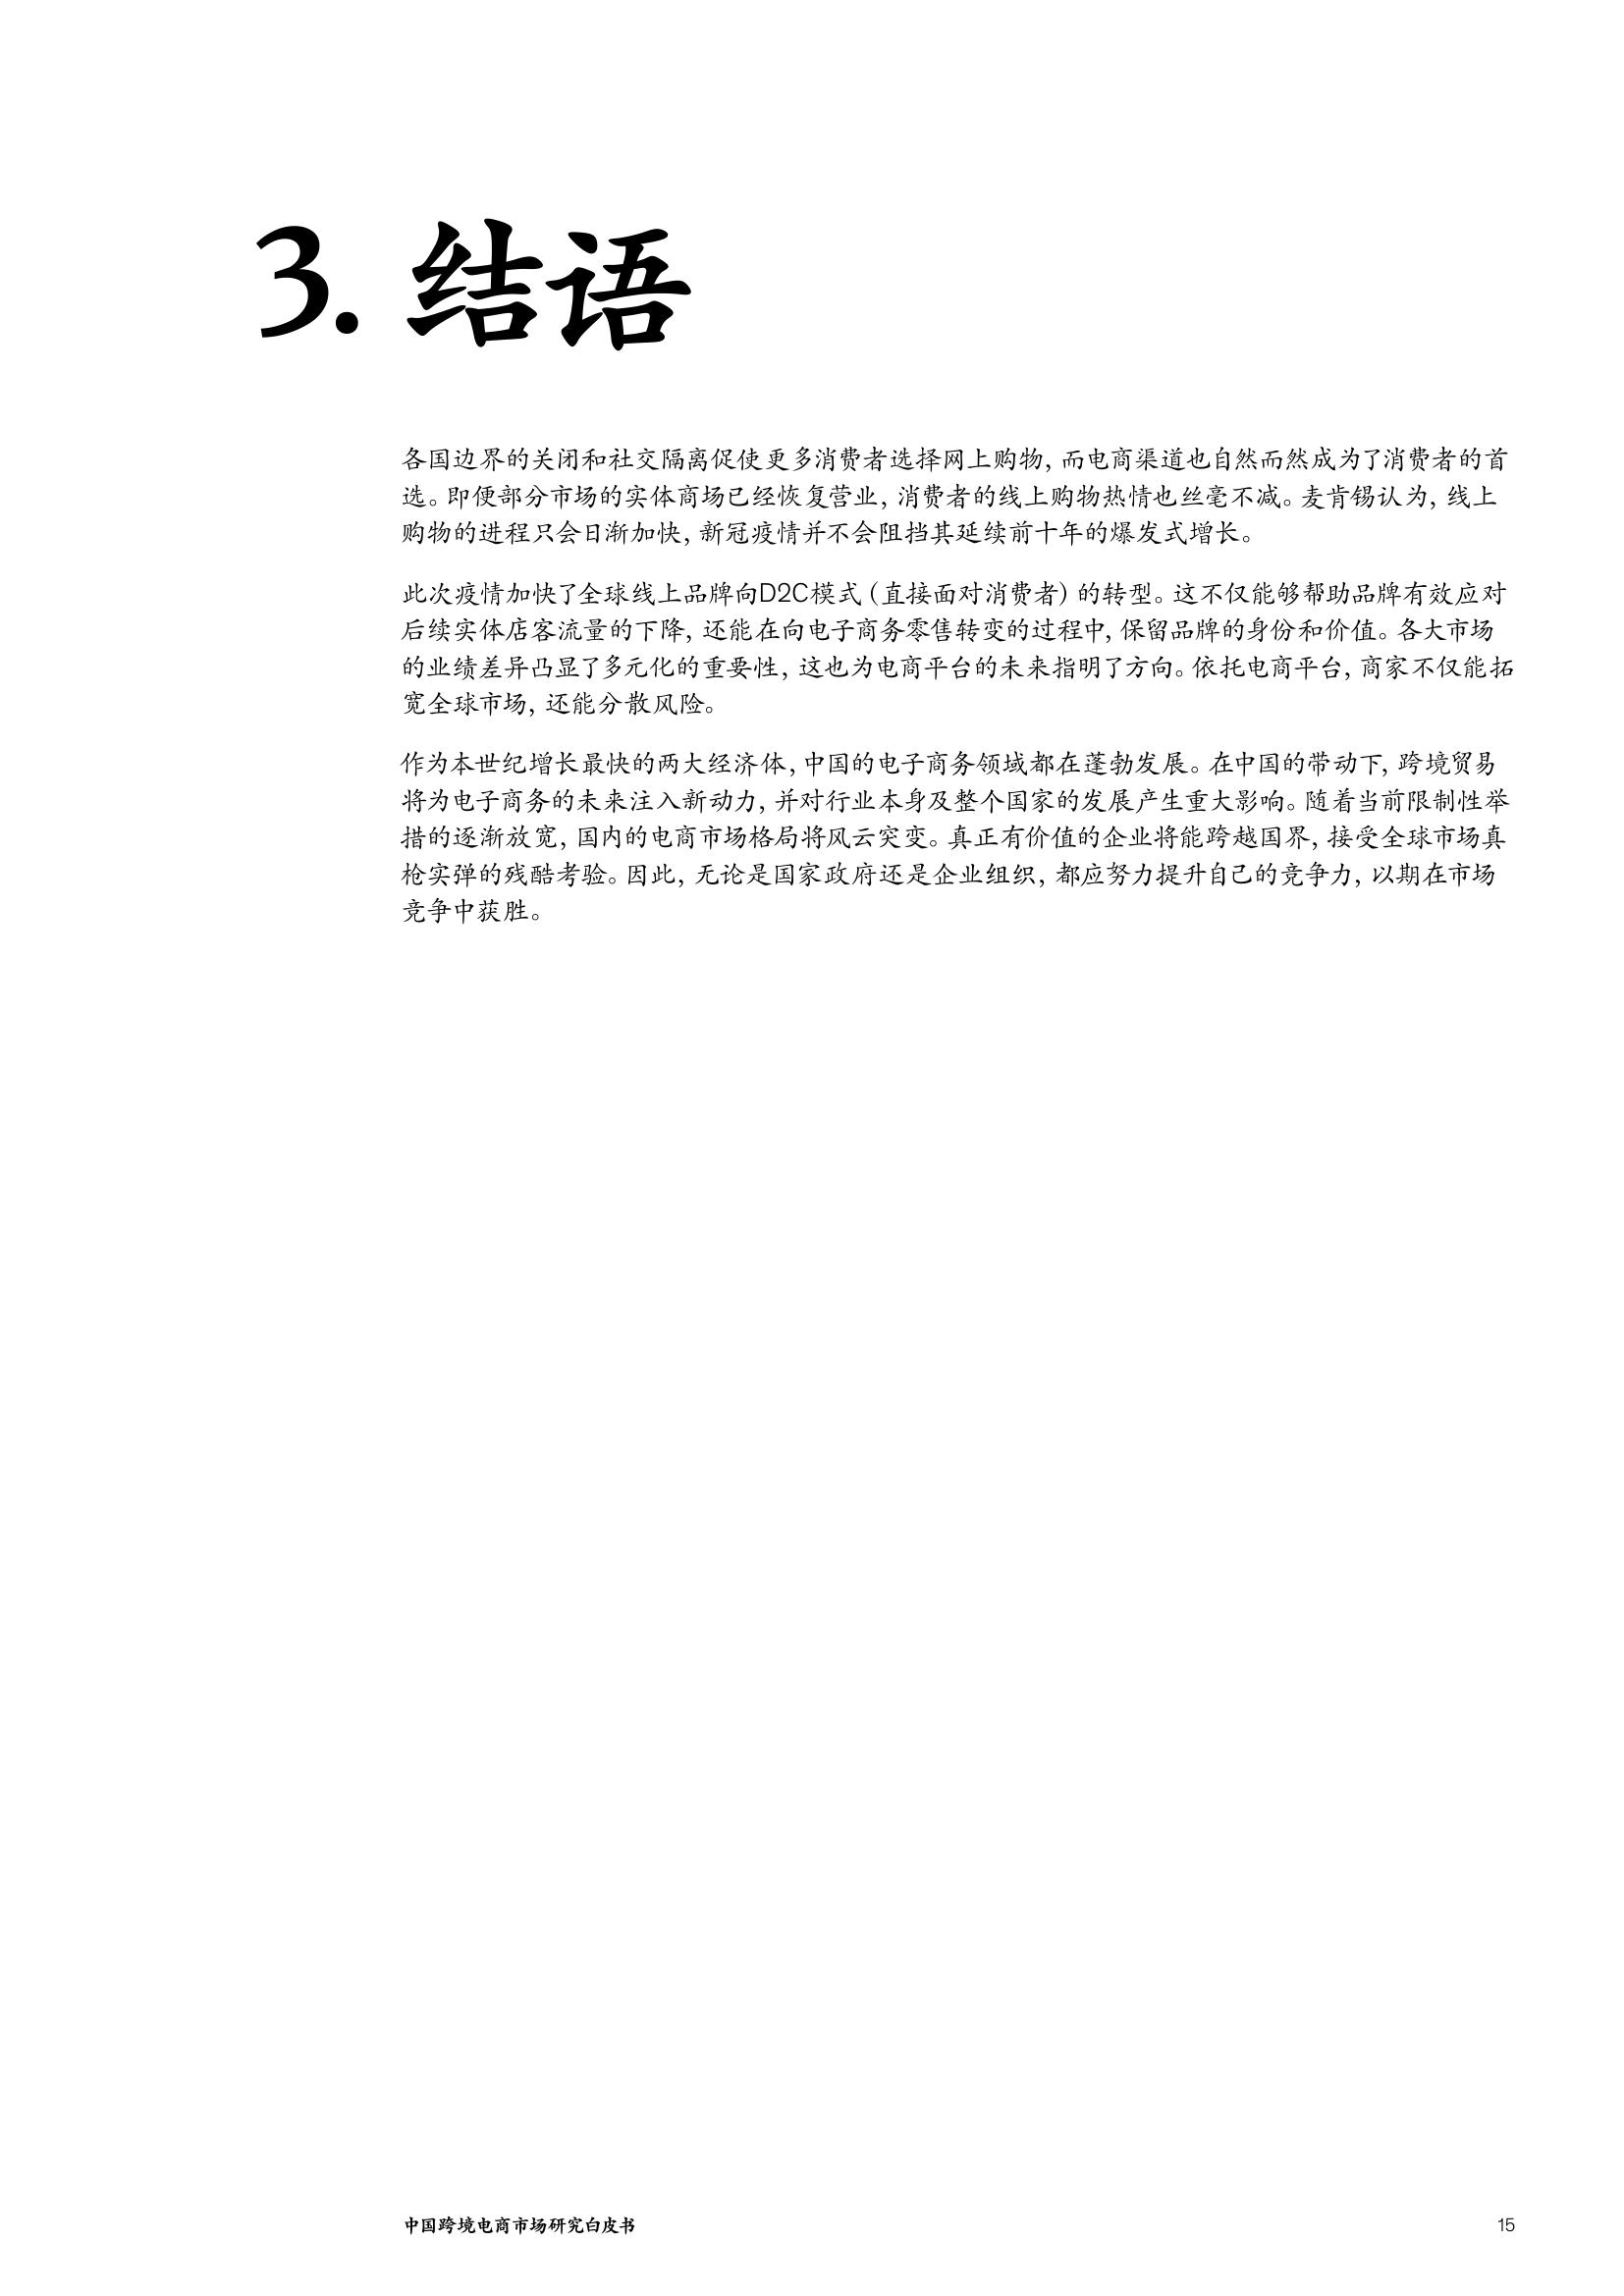 3. 结语
各国边界的关闭和社交隔离促使更多消费者选择网上购物, 而电商渠道也自然而然成为了消费者的首
选。即便部分市场的实体商场已经恢复营业, 消费者的线上购物热情也丝毫不减。麦肯锡认为, 线上
购物的进程只会日渐加快, 新冠疫情并不会阻挡其延续前十年的爆发式增长。
此次疫情加快了全球线上品牌向D2C模式 (直接面对消费者) 的转型。这不仅能够帮助品牌有效应对
后续实体店客流量的下降, 还能在向电子商务零售转变的过程中, 保留品牌的身份和价值。各大市场
的业绩差异凸显了多元化的重要性, 这也为电商平台的未来指明了方向。依托电商平台, 商家不仅能拓
宽全球市场, 还能分散风险。
作为本世纪增长最快的两大经济体, 中国的电子商务领域都在蓬勃发展。在中国的带动下, 跨境贸易
将为电子商务的未来注入新动力, 并对行业本身及整个国家的发展产生重大影响。随着当前限制性举
措的逐渐放宽, 国内的电商市场格局将风云突变。真正有价值的企业将能跨越国界, 接受全球市场真
枪实弹的残酷考验。因此, 无论是国家政府还是企业组织, 都应努力提升自己的竞争力, 以期在市场
竞争中获胜。
中国跨境电商市场研究白皮书
15